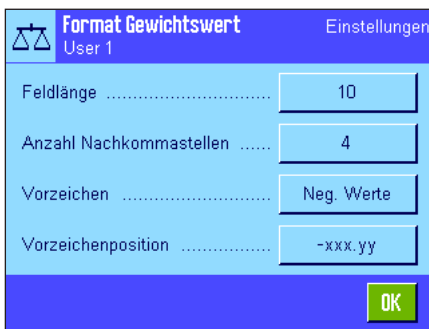 Format Gewichtswert Einstellungen
User 1
Feldlänge ............................. 10
Anzahl Nachkommastellen ...... 4
Vorzeichen .......................... Neg. Werte
Vorzeichenposition ................ -xxx.yy
OK